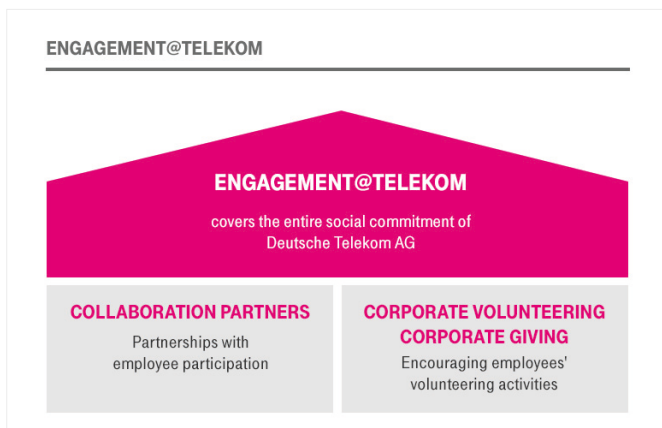 ENGAGEMENT@TELEKOM
ENGAGEMENT@TELEKOM
covers the entire social commitment of
Deutsche Telekom AG
COLLABORATION PARTNERS
Partnerships with
employee participation
CORPORATE VOLUNTEERING
CORPORATE GIVING
Encouraging employees'
volunteering activities